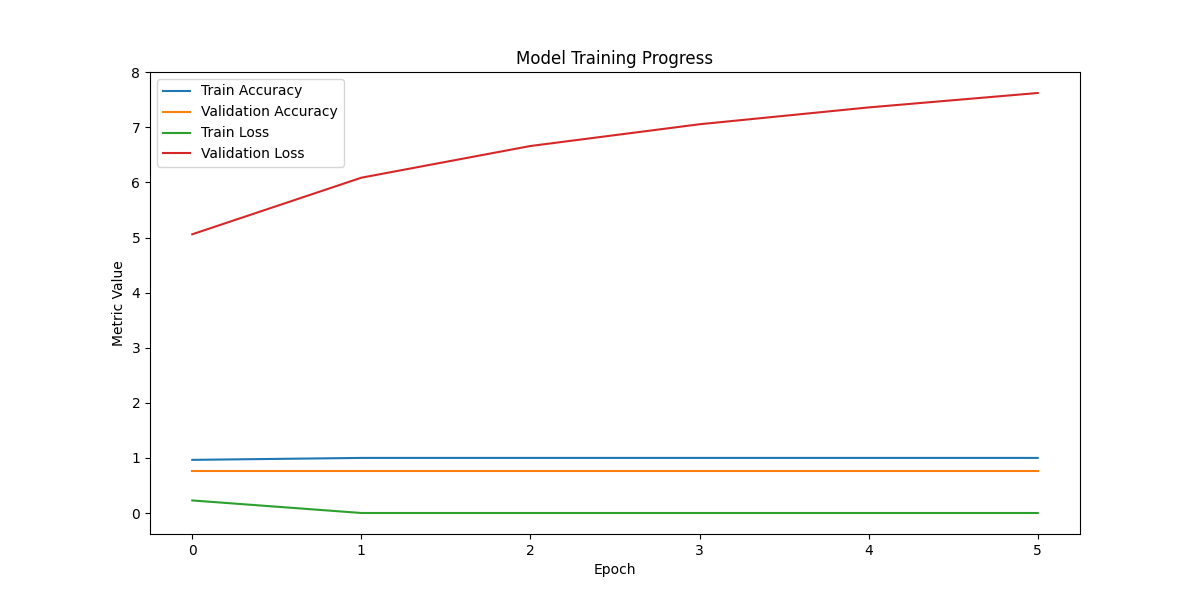 Model Training Progress
Train Accuracy
Validation Accuracy
Train Loss
Validation Loss
8
7
6
5
4
3
2
1
0
Metric Value
0 1 2 3 4 5
Epoch